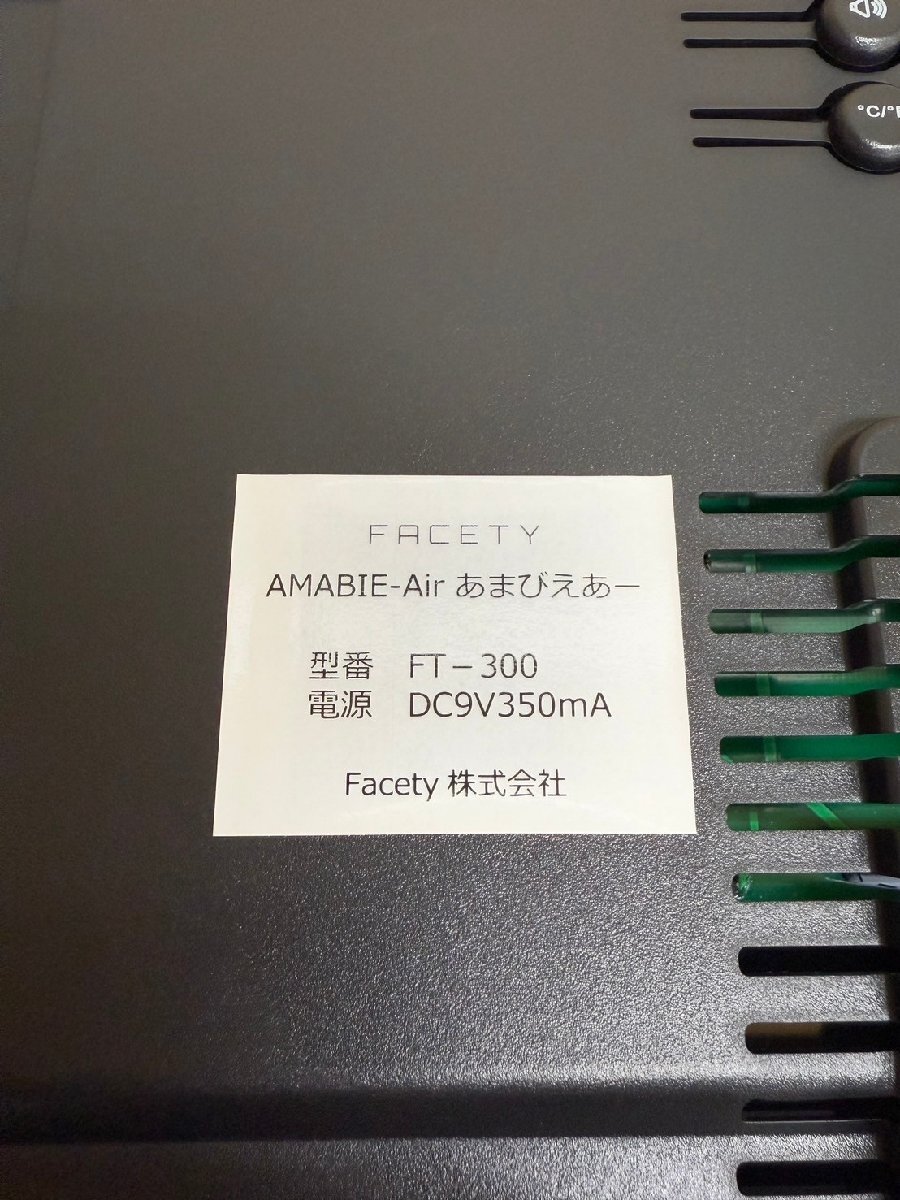 °C/°F
FACETY
AMABIE-Air あまびえあー
型番 FT－300
電源 DC9V350mA
Facety 株式会社